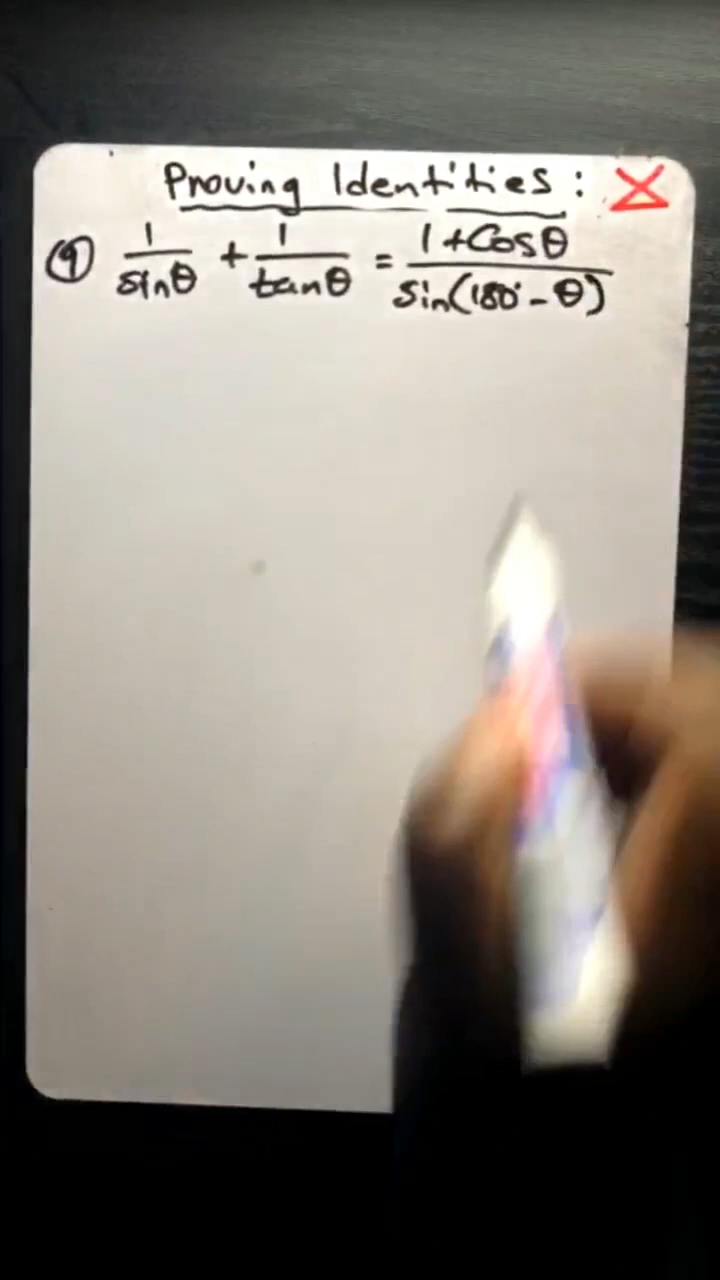 Proving Identities:
⑨ 1/sinθ + 1/tanθ = 1+Cosθ/Sin(180°-θ)